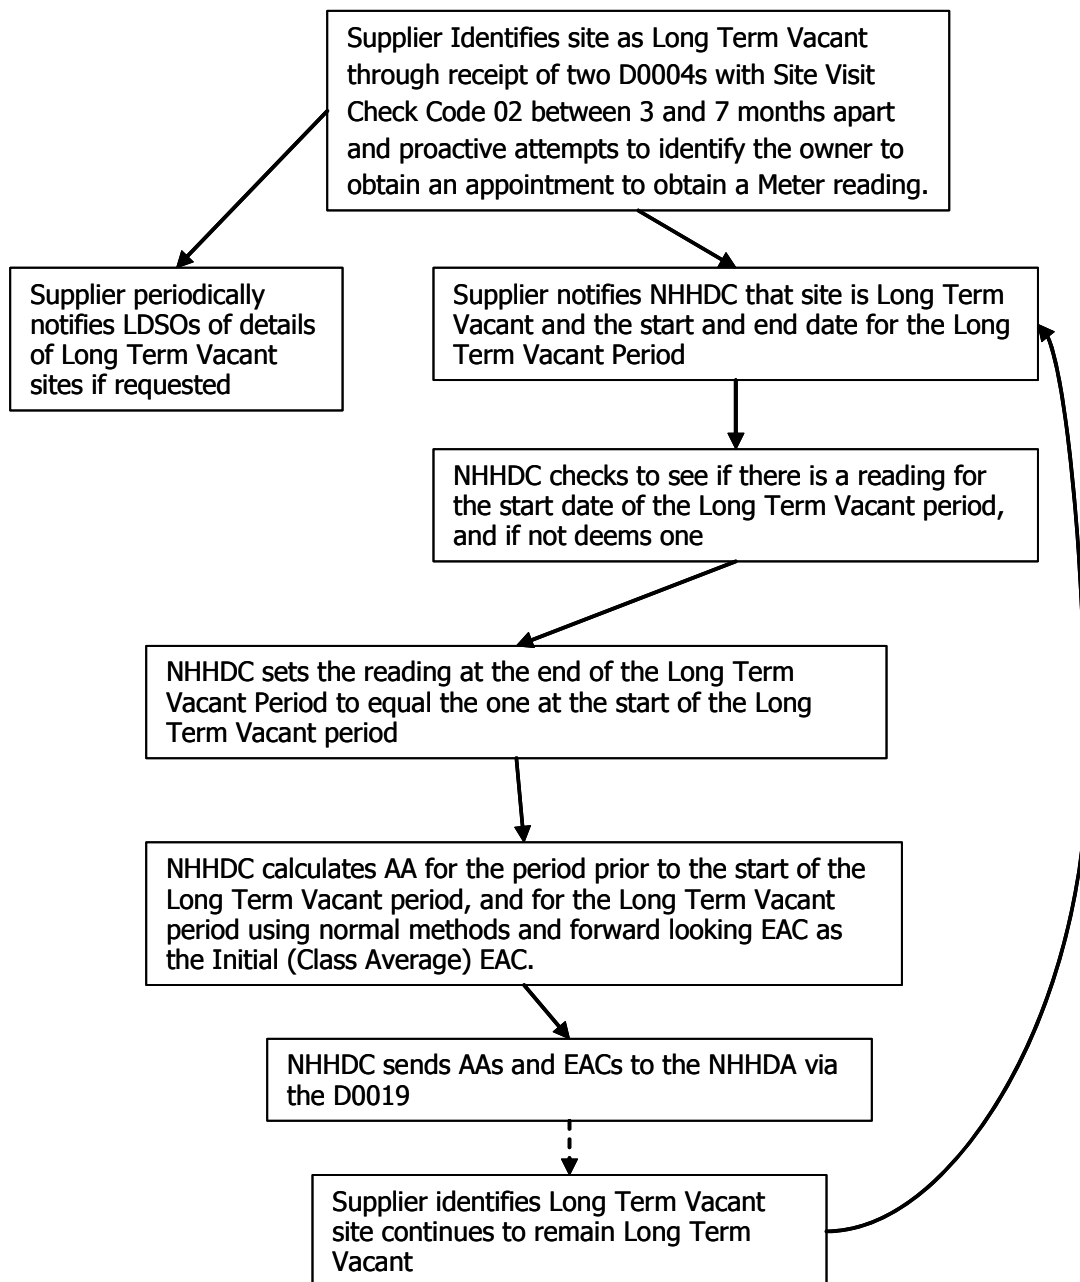 Supplier Identifies site as Long Term Vacant
through receipt of two D0004s with Site Visit
Check Code 02 between 3 and 7 months apart
and proactive attempts to identify the owner to
obtain an appointment to obtain a Meter reading.
Supplier periodically
notifies LDSOs of details
of Long Term Vacant
sites if requested
Supplier notifies NHHDC that site is Long Term
Vacant and the start and end date for the Long
Term Vacant Period
NHHDC checks to see if there is a reading for
the start date of the Long Term Vacant period,
and if not deems one
NHHDC sets the reading at the end of the Long Term
Vacant Period to equal the one at the start of the Long
Term Vacant period
NHHDC calculates AA for the period prior to the start of the
Long Term Vacant period, and for the Long Term Vacant
period using normal methods and forward looking EAC as
the Initial (Class Average) EAC.
NHHDC sends AAs and EACs to the NHHDA via
the D0019
Supplier identifies Long Term Vacant
site continues to remain Long Term
Vacant